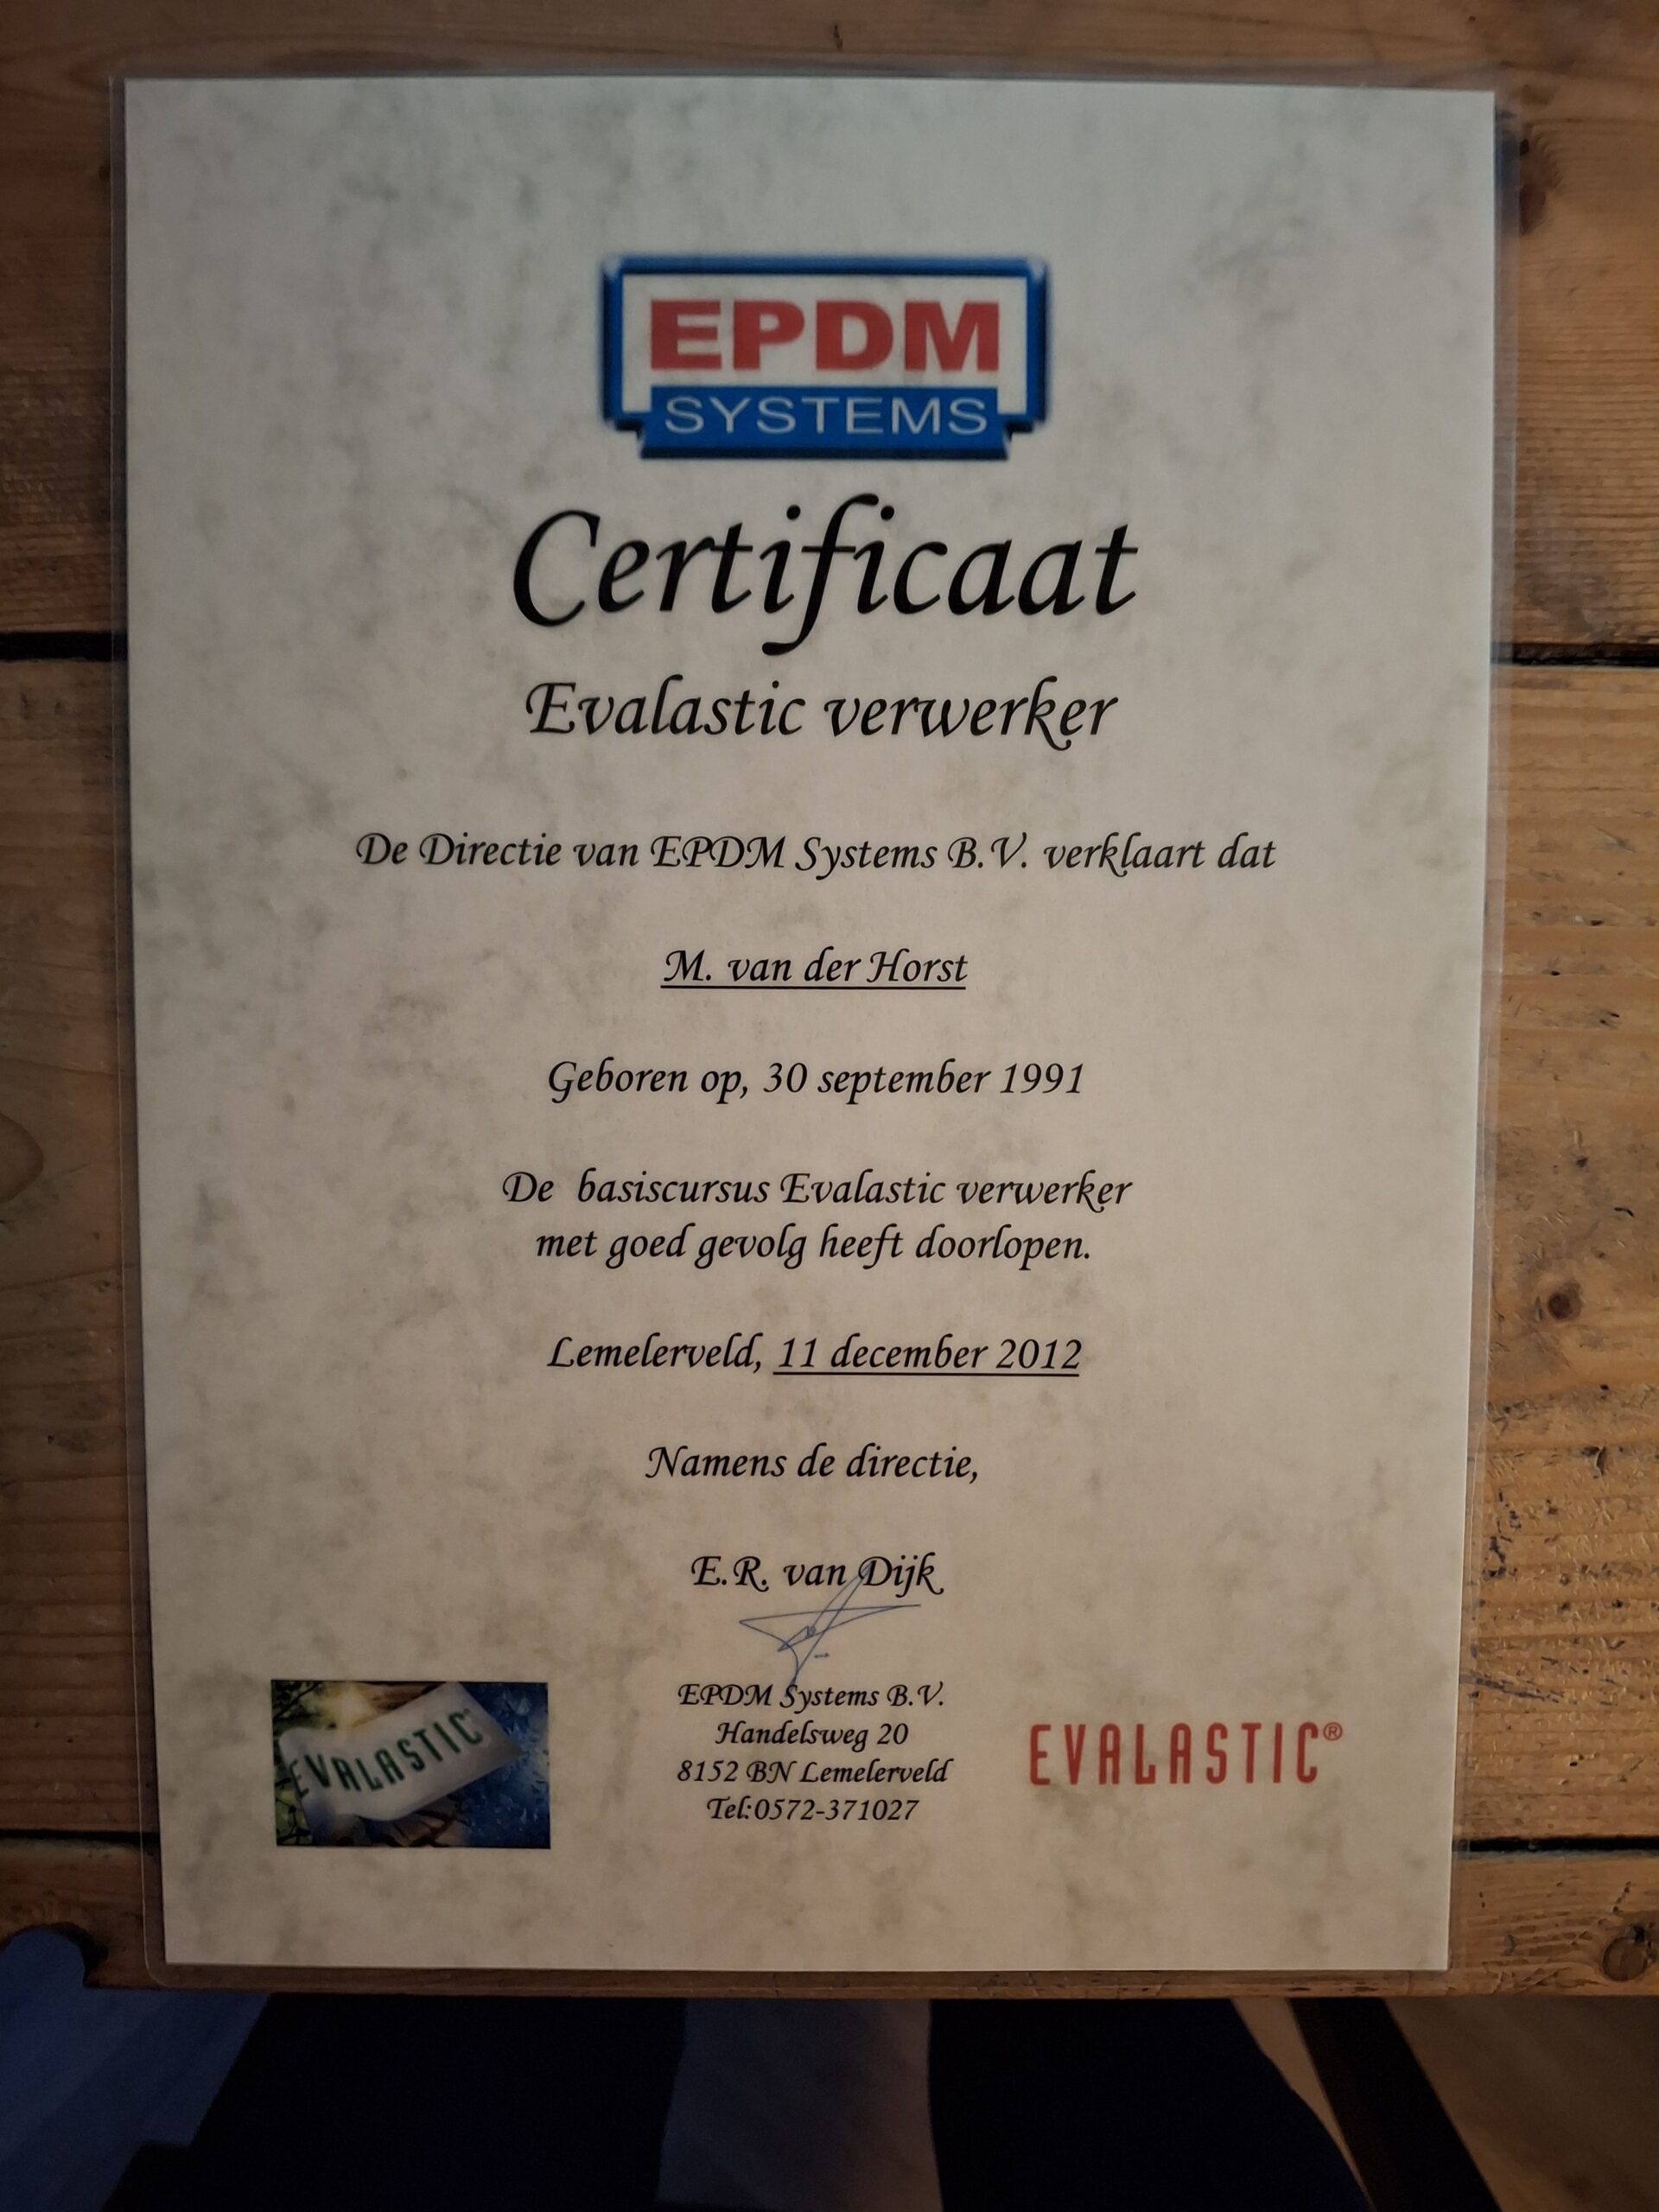 EPDM
SYSTEMS
Certificaat
Evalastic verwerker
De Directie van EPDM Systems B.V. verklaart dat
M. van der Horst
Geboren op, 30 september 1991
De basiscursus Evalastic verwerker
met goed gevolg heeft doorlopen.
Lemelerveld, 11 december 2012
Namens de directie,
E.R. van Dijk
EPDM Systems B.V.
Handelsweg 20
8152 BN Lemelerveld
Tel:0572-371027
EVALASTIC
EVALASTIC®